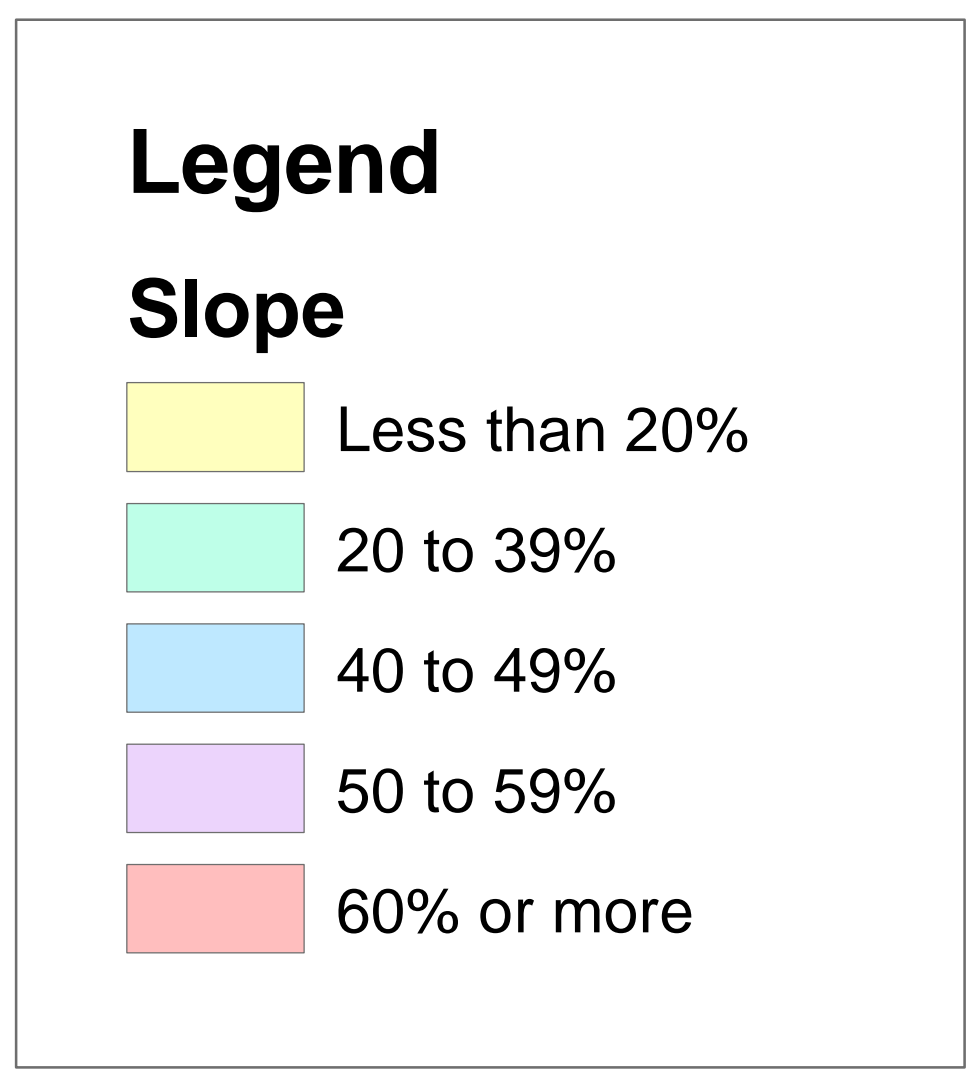 Legend
Slope
Less than 20%
20 to 39%
40 to 49%
50 to 59%
60% or more